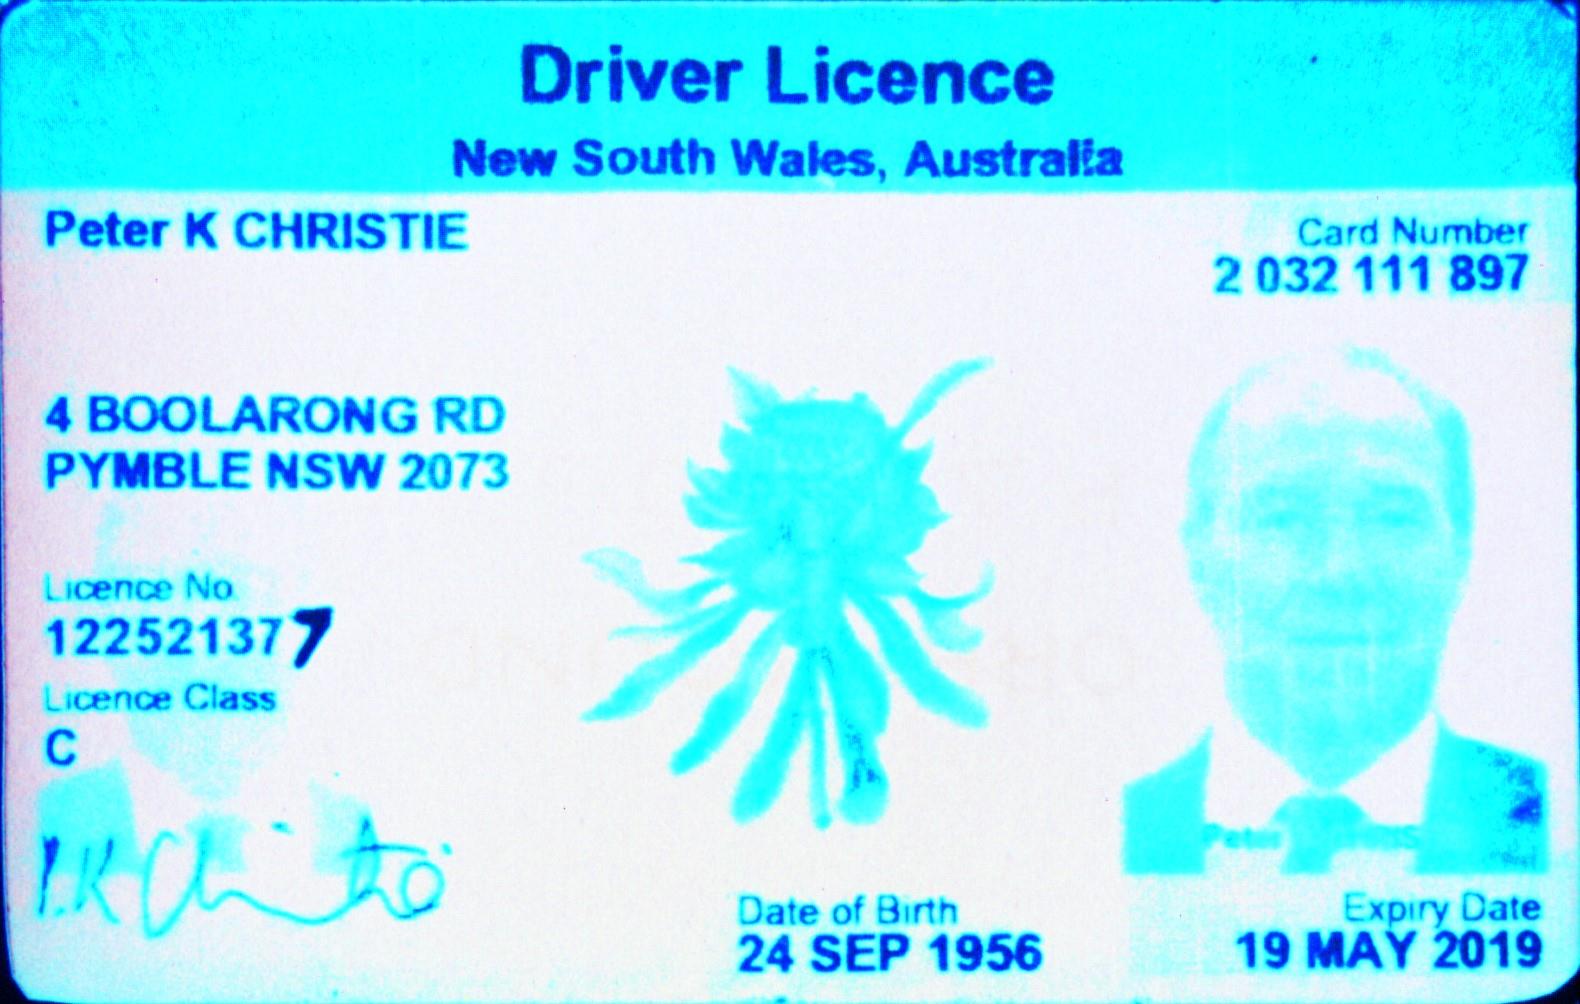 Driver Licence
New South Wales, Australia
Peter K CHRISTIE
Card Number
2 032 111 897
4 BOOLARONG RD
PYMBLE NSW 2073
Licence No.
122521377
Licence Class
C
P.K Christie
Date of Birth
24 SEP 1956
Expiry Date
19 MAY 2019